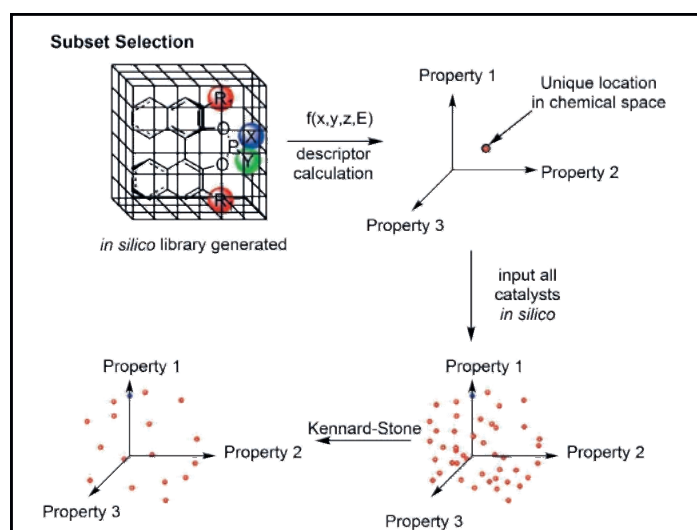 Subset Selection
R
O
P
X
Y
O
R
in silico library generated
f(x,y,z,E)
descriptor
calculation
Property 1
Property 2
Property 3
Unique location
in chemical space
input all
catalysts
in silico
Property 1
Property 2
Property 3
Kennard-Stone
Property 1
Property 2
Property 3